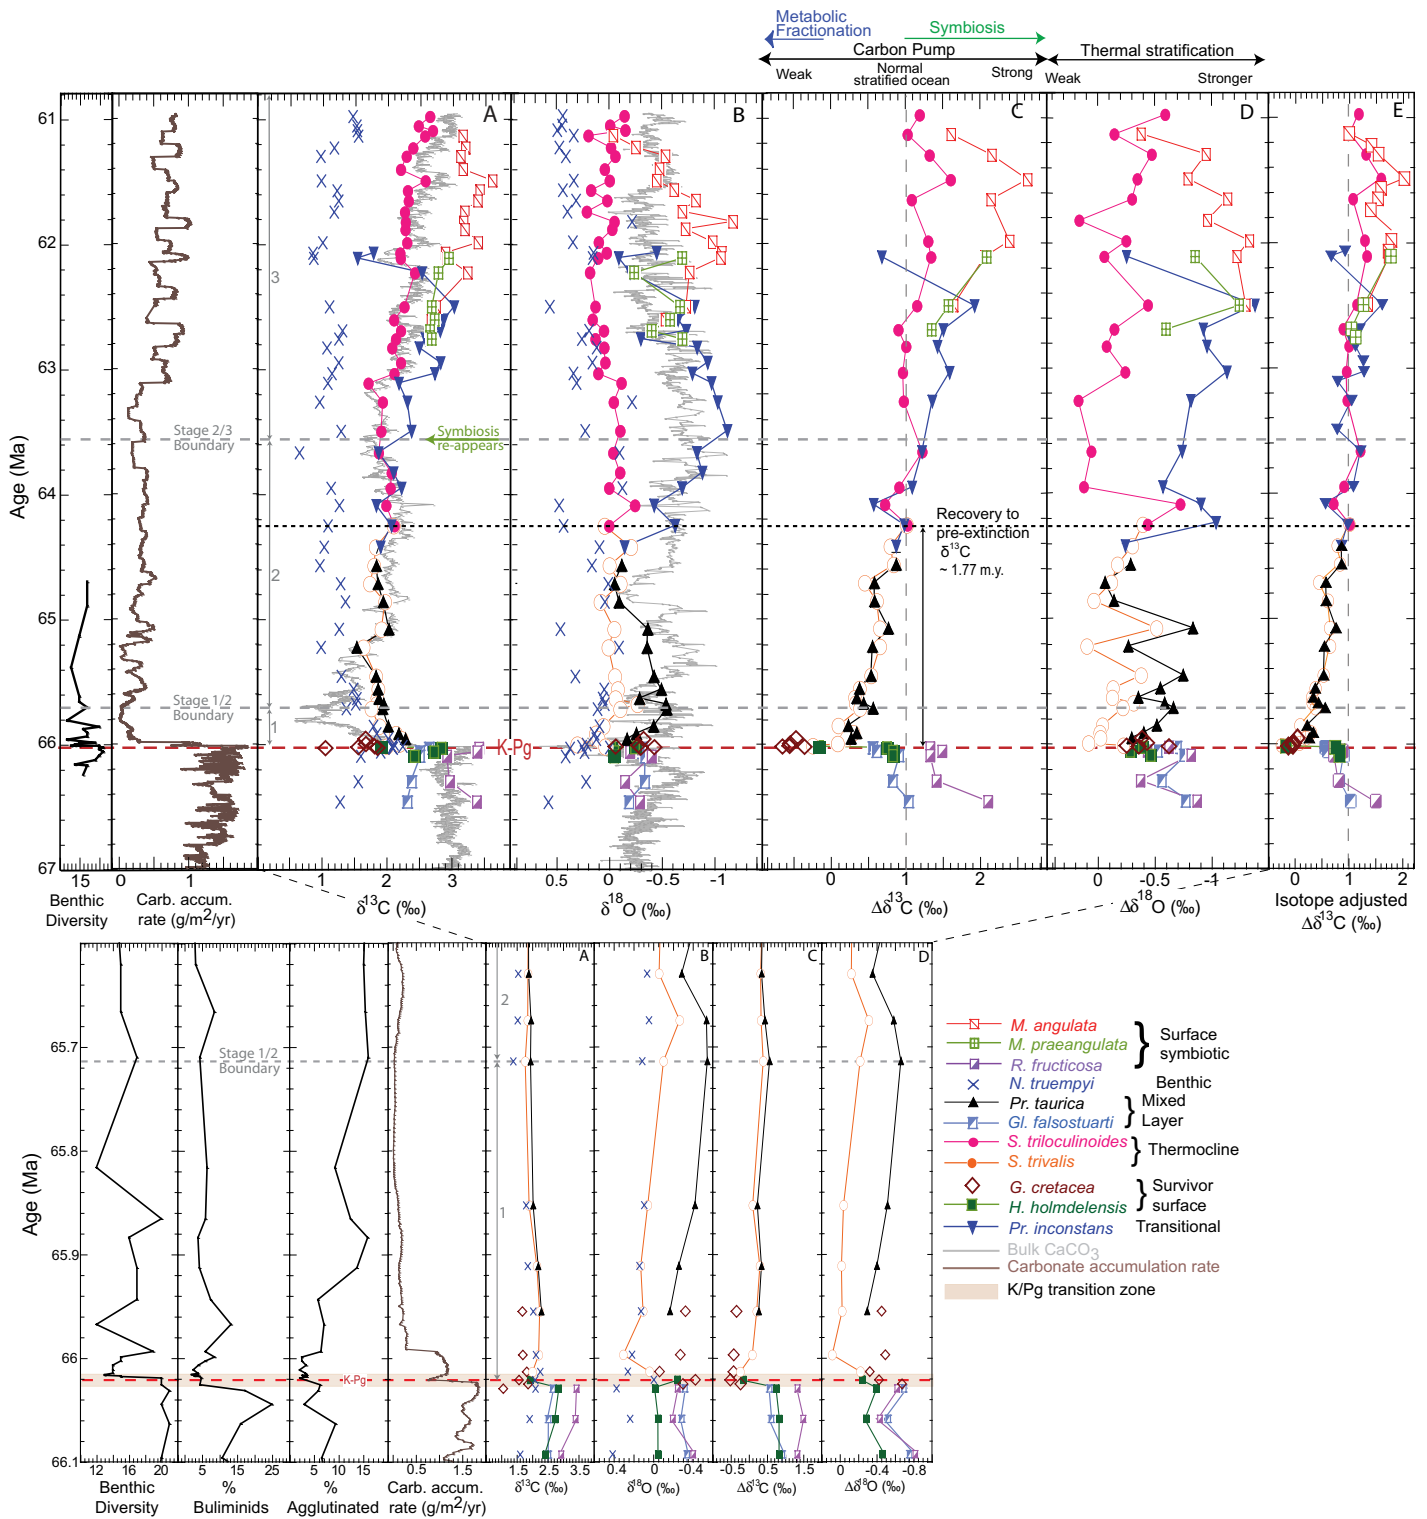 Metabolic
Fractionation
Symbiosis
Carbon Pump
Thermal stratification
Weak
Normal
stratified ocean
Strong
Weak
Stronger
A
B
C
D
E
61
62
63
64
65
66
67
Age (Ma)
3
2
1
Stage 2/3
Boundary
Symbiosis
re-appears
Recovery to
pre-extinction
δ13C
~ 1.77 m.y.
Stage 1/2
Boundary
K-Pg
15
0 1
1 2 3
0.5 0 -0.5 -1
0 1 2
0 -0.5 -1
0 1 2
Benthic
Diversity
Carb. accum.
rate (g/m2/yr)
δ13C (‰)
δ18O (‰)
Δδ13C (‰)
Δδ18O (‰)
Isotope adjusted
Δδ13C (‰)
A
B
C
D
65.7
65.8
65.9
66
66.1
Age (Ma)
2
1
Stage 1/2
Boundary
K-Pg
12 16 20
5 15 25
5 10 15
0.5 1.5
1.5 2.5 3.5
0.4 0 -0.4
-0.5 0.5 1.5
0 -0.4 -0.8
Benthic
Diversity
%
Buliminids
%
Agglutinated
Carb. accum.
rate (g/m2/yr)
δ13C (‰)
δ18O (‰)
Δδ13C (‰)
Δδ18O (‰)
M. angulata
M. praeangulata
R. fructicosa
} Surface
symbiotic
N. truempyi Benthic
Pr. taurica
Gl. falsostuarti
} Mixed
Layer
S. triloculinoides
S. trivalis
} Thermocline
G. cretacea
H. holmdelensis
} Survivor
surface
Pr. inconstans Transitional
Bulk CaCO3
Carbonate accumulation rate
K/Pg transition zone